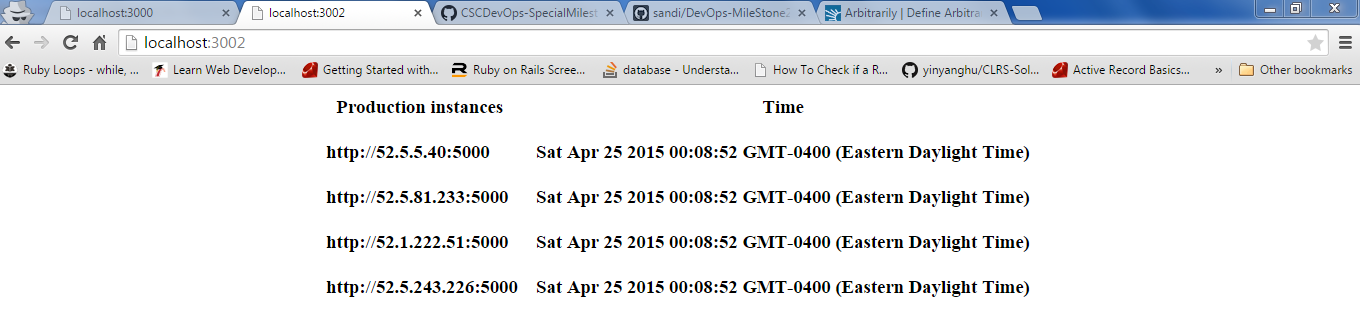 localhost:3000
localhost:3002
CSCDevOps-SpecialMilest
sandi/DevOps-MileStone
Arbitrarily | Define Arbitra
localhost:3002
Ruby Loops - while, ...
Learn Web Develop...
Getting Started with...
Ruby on Rails Scree...
database - Understa...
How To Check if a R...
yinyanghu/CLRS-Sol...
Active Record Basics...
»
Other bookmarks
Production instances Time
http://52.5.5.40:5000 Sat Apr 25 2015 00:08:52 GMT-0400 (Eastern Daylight Time)
http://52.5.81.233:5000 Sat Apr 25 2015 00:08:52 GMT-0400 (Eastern Daylight Time)
http://52.1.222.51:5000 Sat Apr 25 2015 00:08:52 GMT-0400 (Eastern Daylight Time)
http://52.5.243.226:5000 Sat Apr 25 2015 00:08:52 GMT-0400 (Eastern Daylight Time)